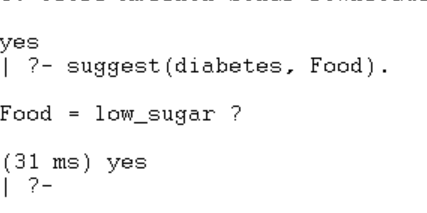 yes
| ?- suggest(diabetes, Food).
Food = low_sugar ?
(31 ms) yes
| ?-